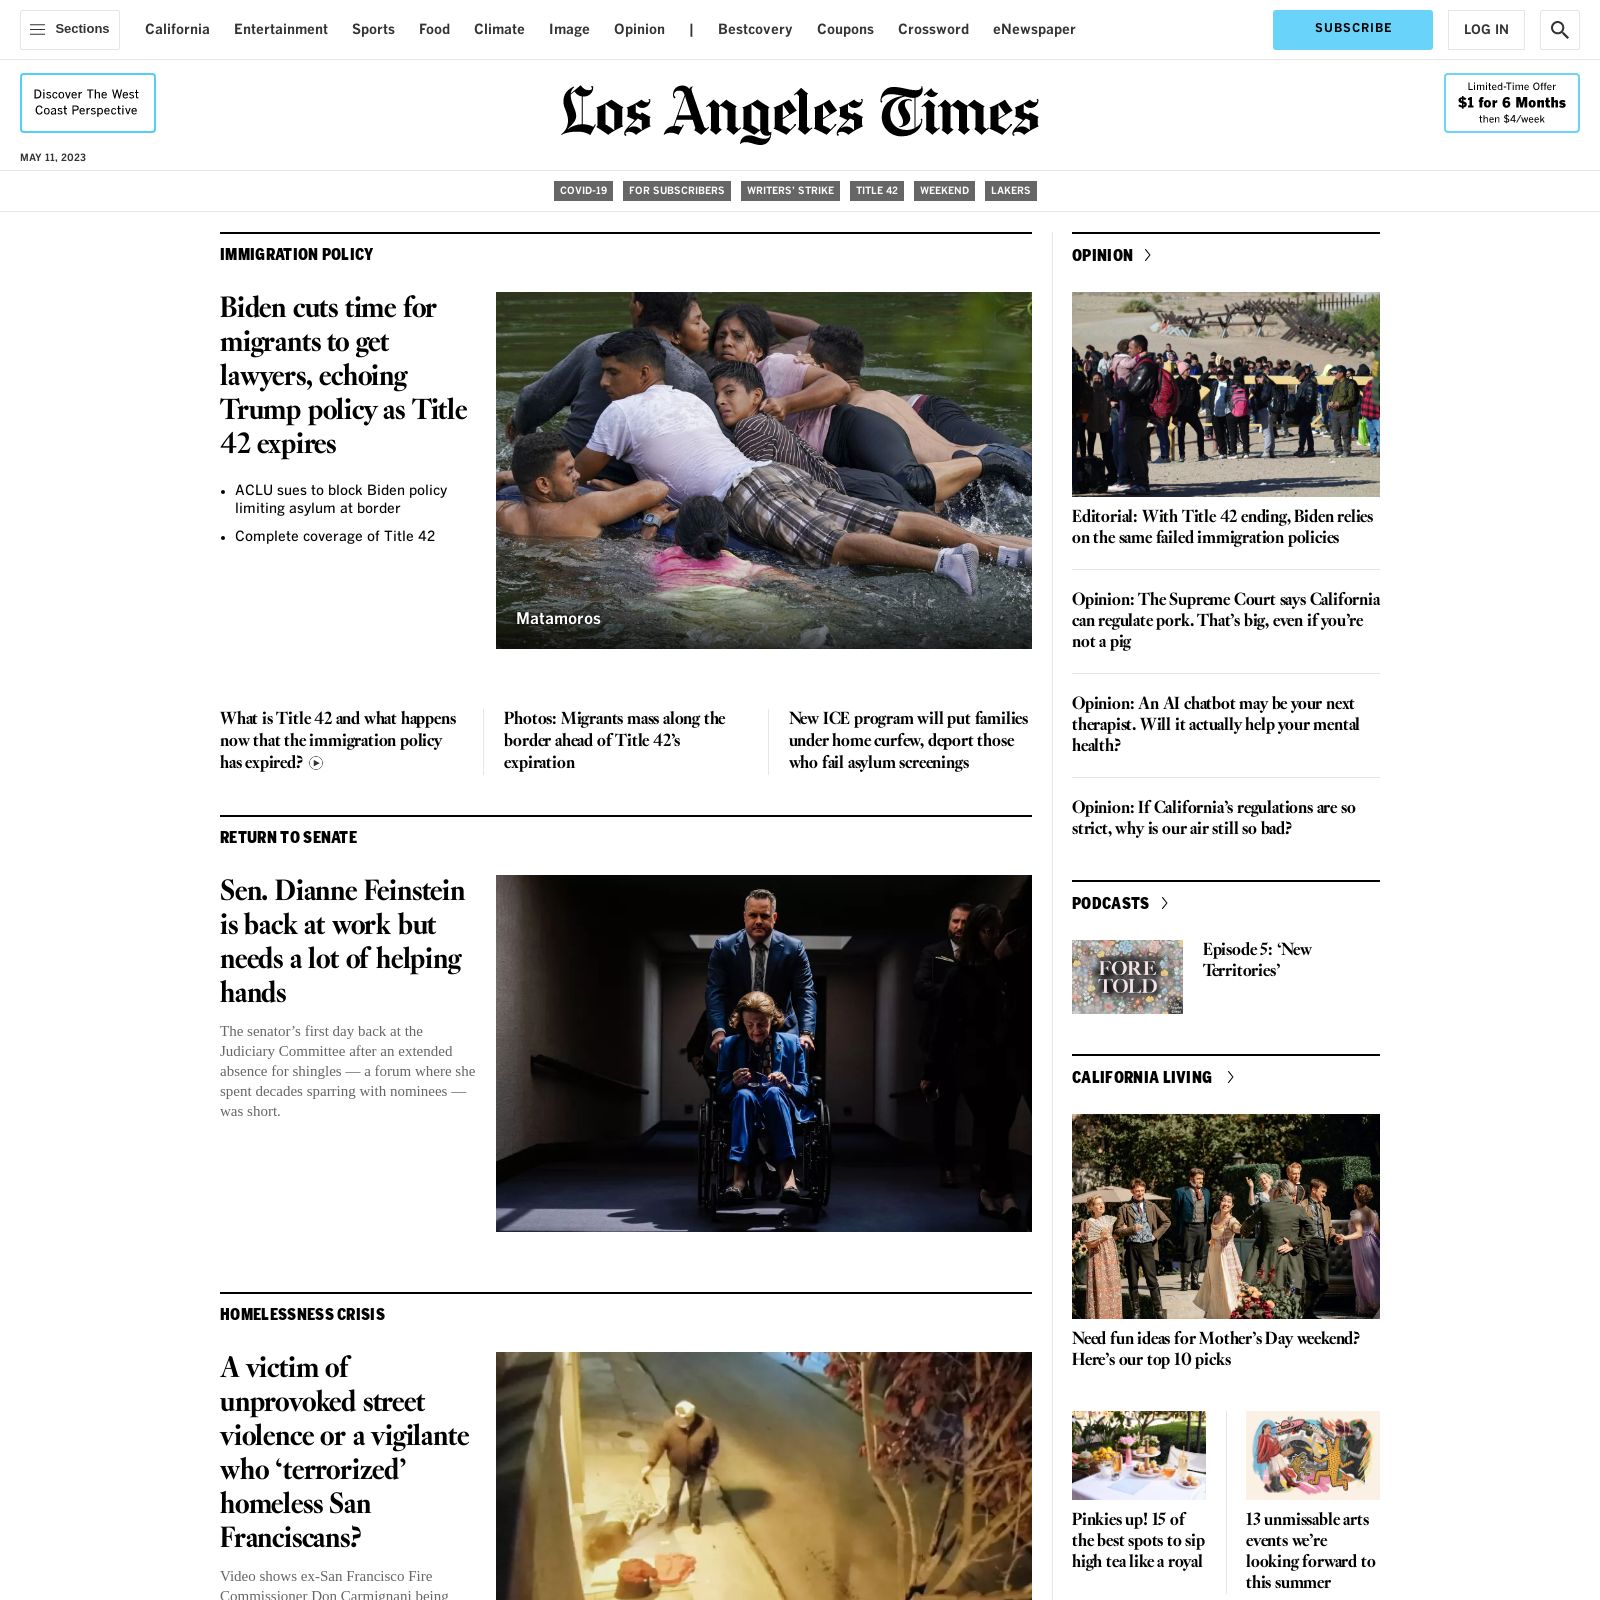 Sections
California
Entertainment
Sports
Food
Climate
Image
Opinion
|
Bestcovery
Coupons
Crossword
eNewspaper
SUBSCRIBE
LOG IN
Discover The West
Coast Perspective
Los Angeles Times
Limited-Time Offer
$1 for 6 Months
then $4/week
MAY 11, 2023
COVID-19
FOR SUBSCRIBERS
WRITERS' STRIKE
TITLE 42
WEEKEND
LAKERS
IMMIGRATION POLICY
Biden cuts time for
migrants to get
lawyers, echoing
Trump policy as Title
42 expires
• ACLU sues to block Biden policy
limiting asylum at border
• Complete coverage of Title 42
Matamoros
What is Title 42 and what happens
now that the immigration policy
has expired?
Photos: Migrants mass along the
border ahead of Title 42’s
expiration
New ICE program will put families
under home curfew, deport those
who fail asylum screenings
RETURN TO SENATE
Sen. Dianne Feinstein
is back at work but
needs a lot of helping
hands
The senator’s first day back at the
Judiciary Committee after an extended
absence for shingles — a forum where she
spent decades sparring with nominees —
was short.
HOMELESSNESS CRISIS
A victim of
unprovoked street
violence or a vigilante
who ‘terrorized’
homeless San
Franciscans?
Video shows ex-San Francisco Fire
Commissioner Don Carmignani being
OPINION
Editorial: With Title 42 ending, Biden relies
on the same failed immigration policies
Opinion: The Supreme Court says California
can regulate pork. That’s big, even if you’re
not a pig
Opinion: An AI chatbot may be your next
therapist. Will it actually help your mental
health?
Opinion: If California’s regulations are so
strict, why is our air still so bad?
PODCASTS
FORE
TOLD
Episode 5: ‘New
Territories’
CALIFORNIA LIVING
Need fun ideas for Mother’s Day weekend?
Here’s our top 10 picks
Pinkies up! 15 of
the best spots to sip
high tea like a royal
13 unmissable arts
events we’re
looking forward to
this summer